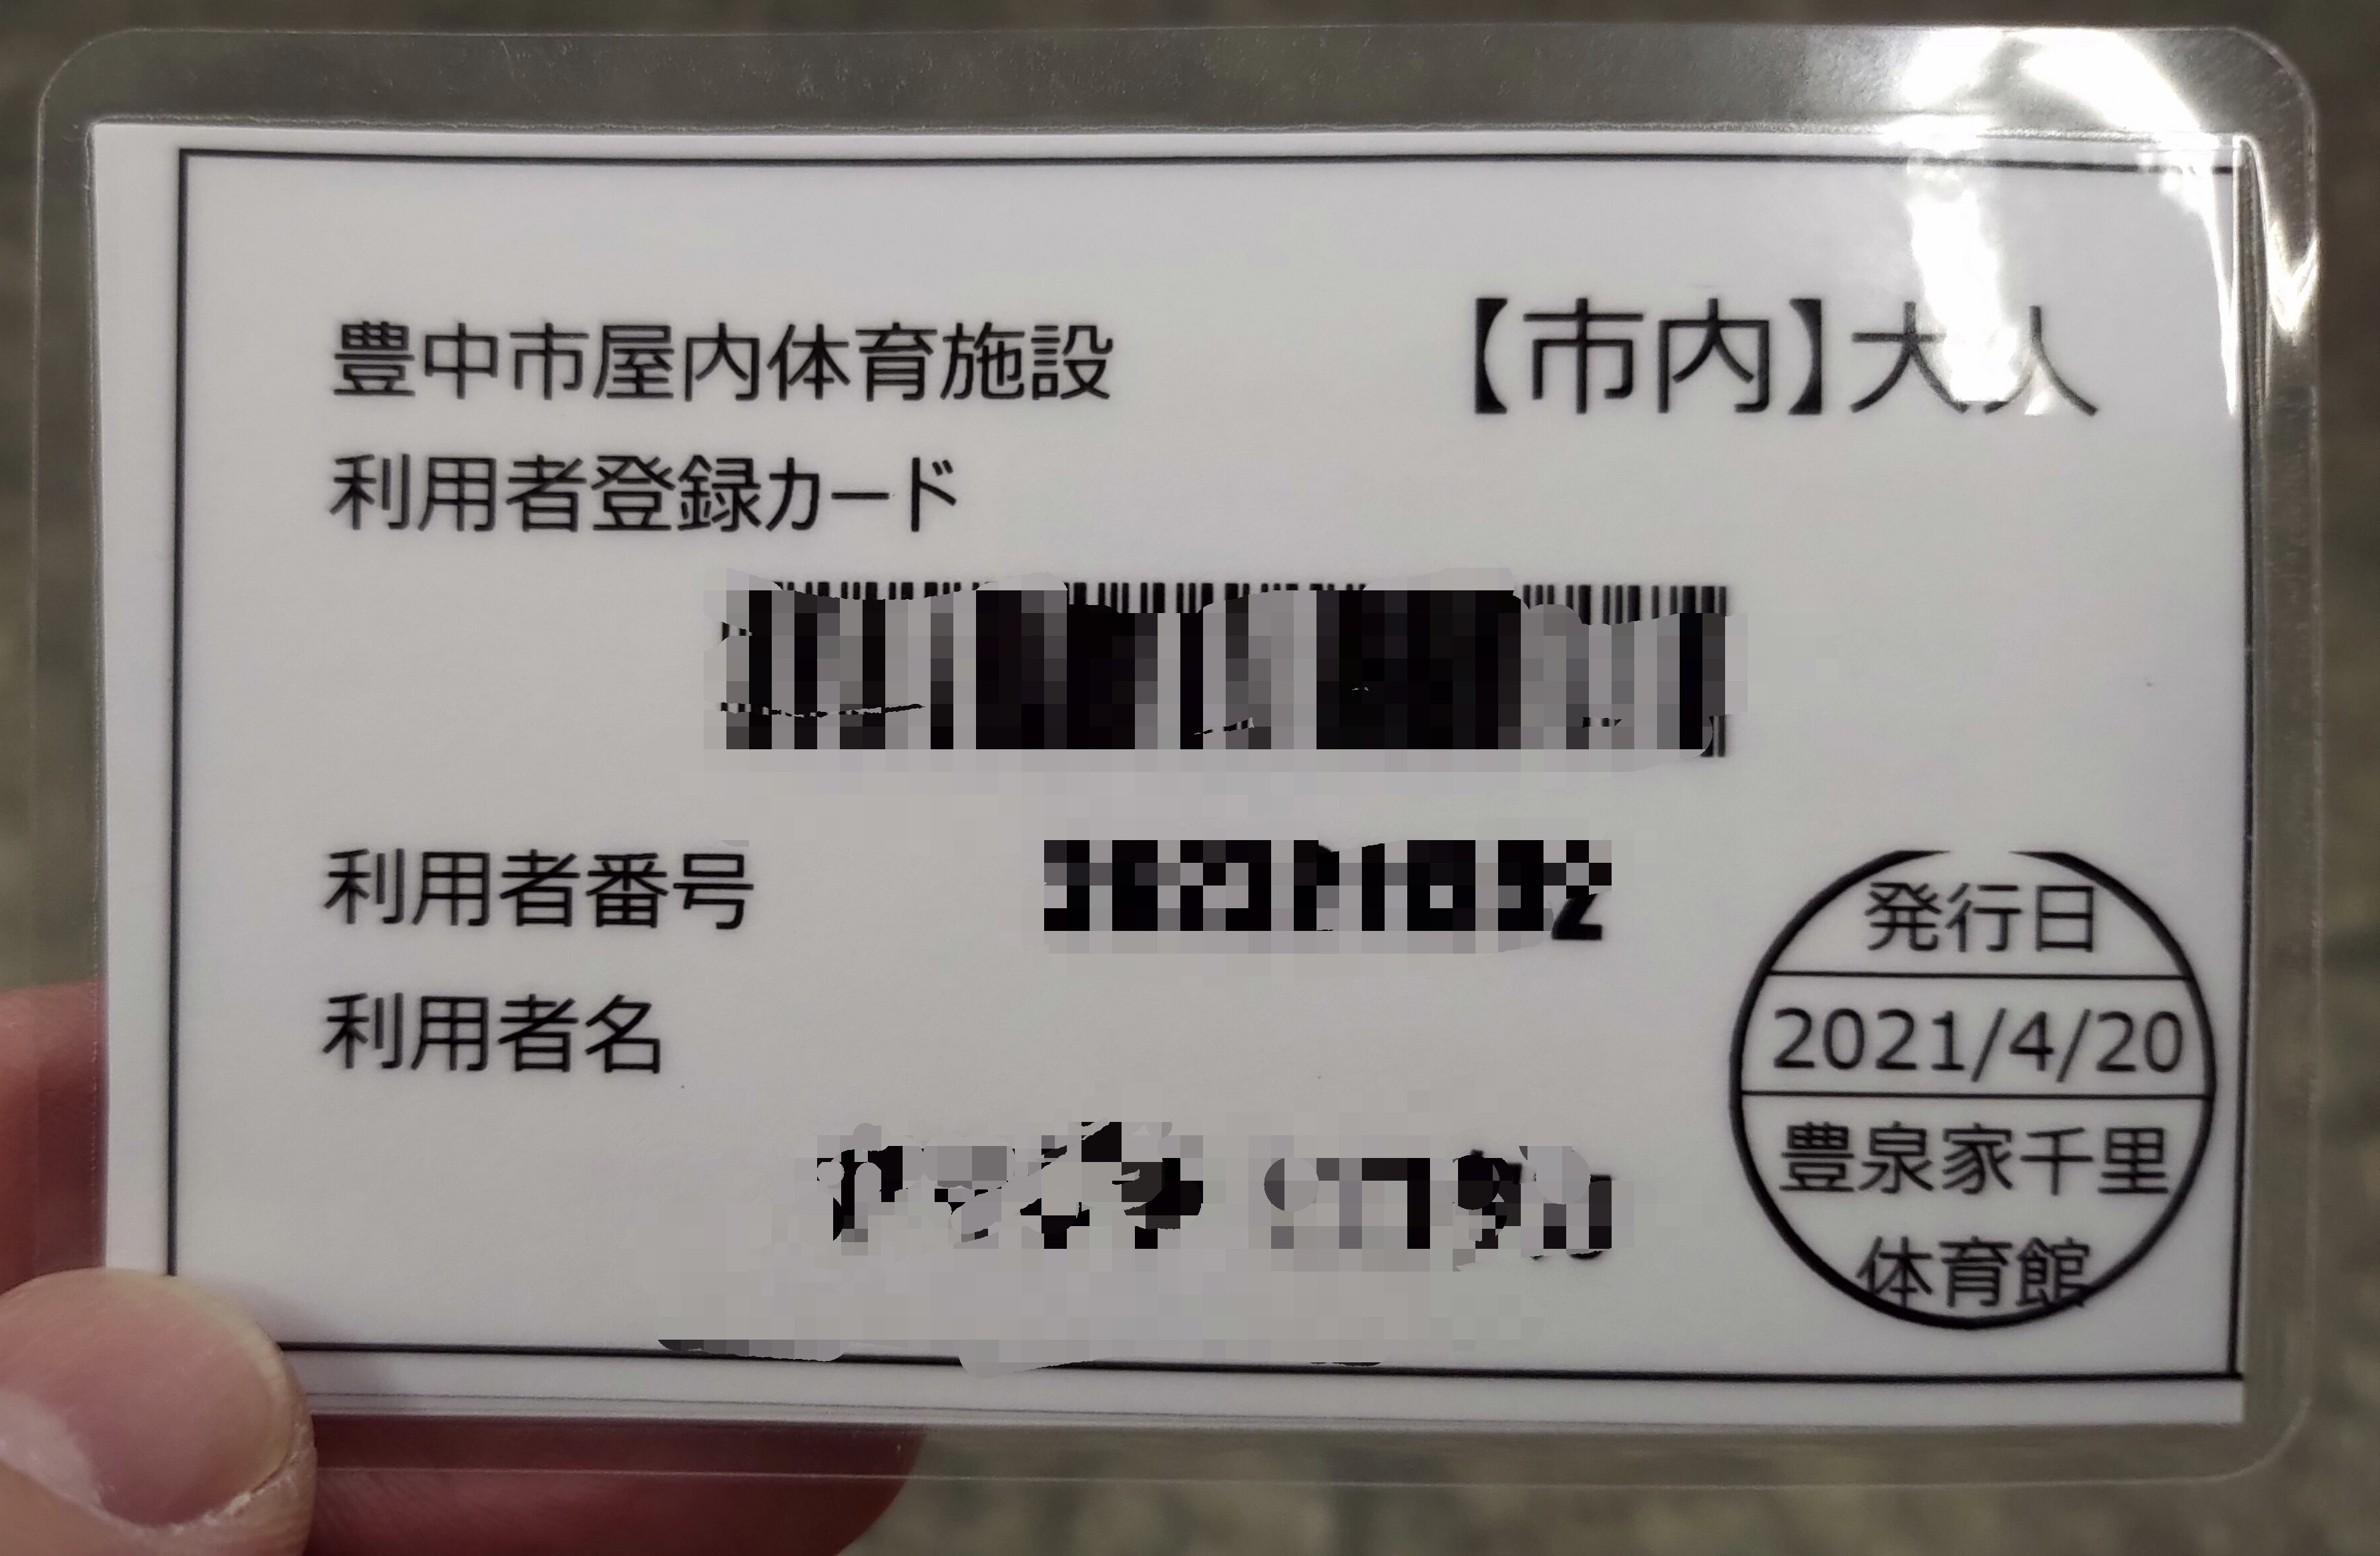 豊中市屋内体育施設
【市内】大人
利用者登録カード
利用者番号
利用者名
発行日
2021/4/20
豊泉家千里
体育館